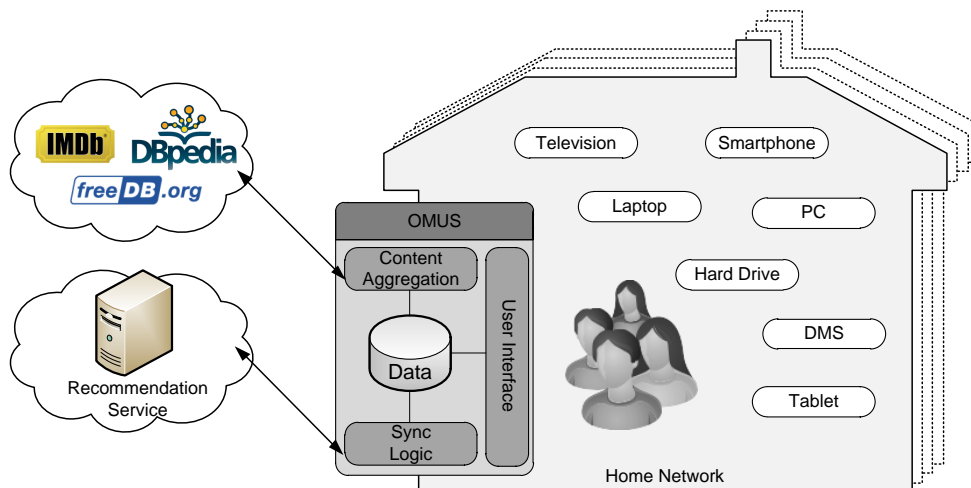 IMDb
DBpedia
freeDB.org
Recommendation
Service
OMUS
Content
Aggregation
Data
Sync
Logic
User Interface
Television
Smartphone
Laptop
PC
Hard Drive
DMS
Tablet
Home Network